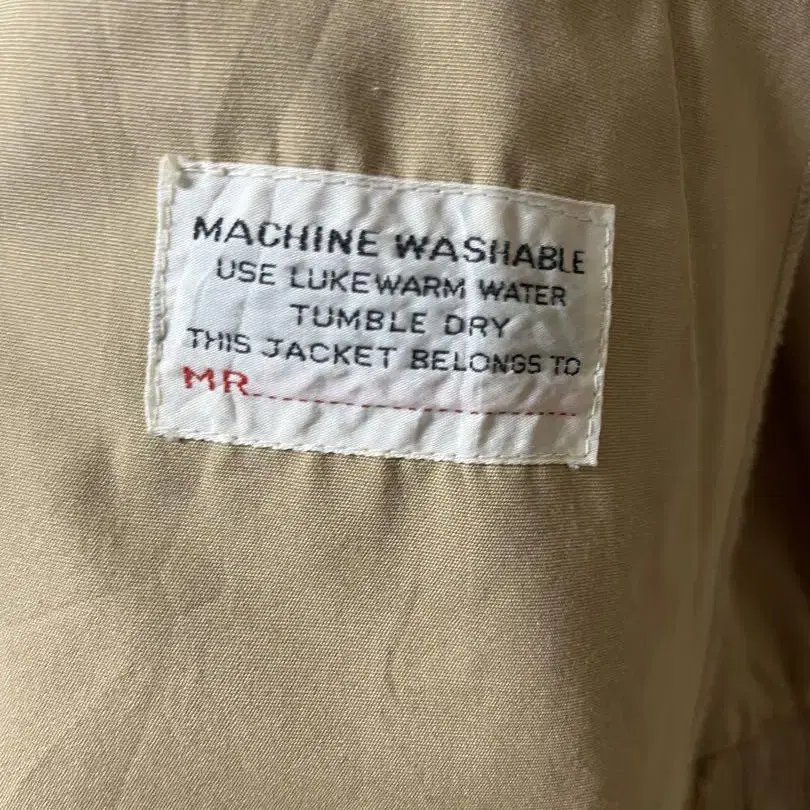 MACHINE WASHABLE
USE LUKEWARM WATER
TUMBLE DRY
THIS JACKET BELONGS TO
MR.